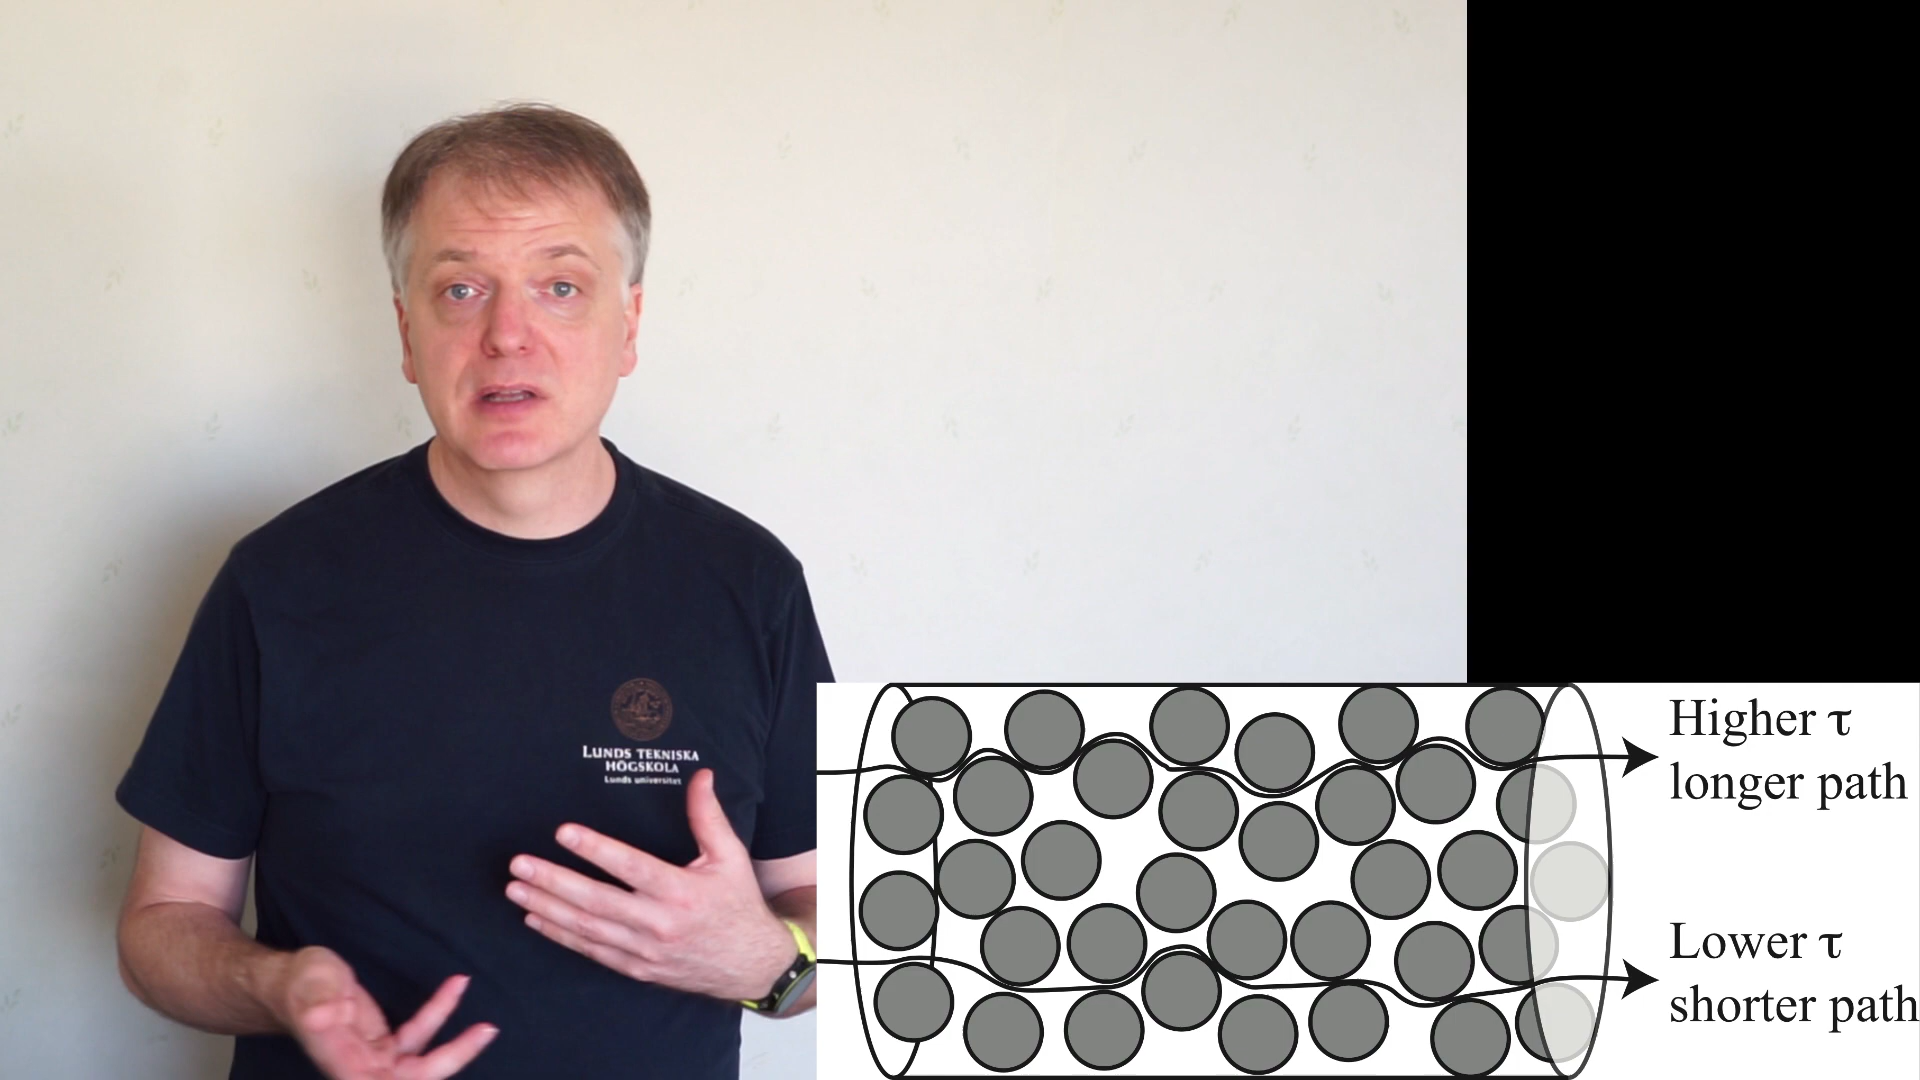 LUNDS TEKNISKA
HÖGSKOLA
Lunds universitet
Higher τ
longer path
Lower τ
shorter path